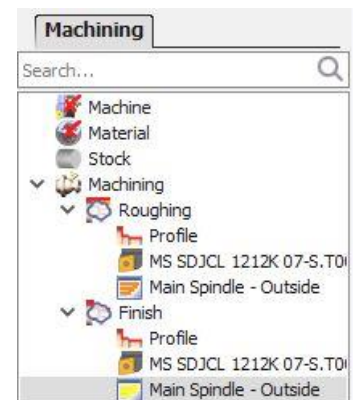 Machining
Search...
Machine
Material
Stock
Machining
Roughing
Profile
MS SDJCL 1212K 07-S.T0
Main Spindle - Outside
Finish
Profile
MS SDJCL 1212K 07-S.T0
Main Spindle - Outside